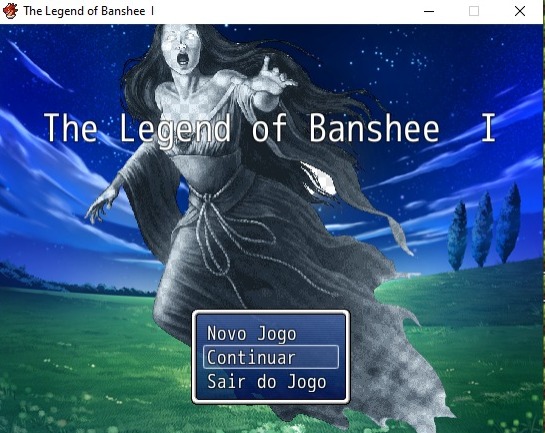 The Legend of Banshee I
The Legend of Banshee I
Novo Jogo
Continuar
Sair do Jogo